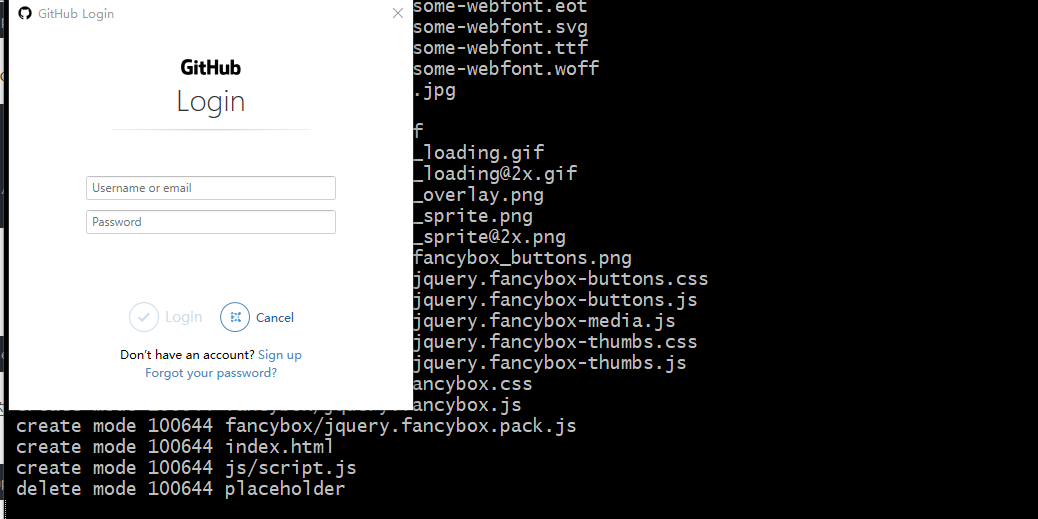 GitHub Login
GitHub
Login
Username or email
Password
Login
Cancel
Don't have an account? Sign up
Forgot your password?
some-webfont.eot
some-webfont.svg
some-webfont.ttf
some-webfont.woff
.jpg
f
_loading.gif
_loading@2x.gif
_overlay.png
_sprite.png
_sprite@2x.png
fancybox_buttons.png
jquery.fancybox-buttons.css
jquery.fancybox-buttons.js
jquery.fancybox-media.js
jquery.fancybox-thumbs.css
jquery.fancybox-thumbs.js
ancybox.css
ancybox.js
create mode 100644 fancybox/jquery.fancybox.pack.js
create mode 100644 index.html
create mode 100644 js/script.js
delete mode 100644 placeholder